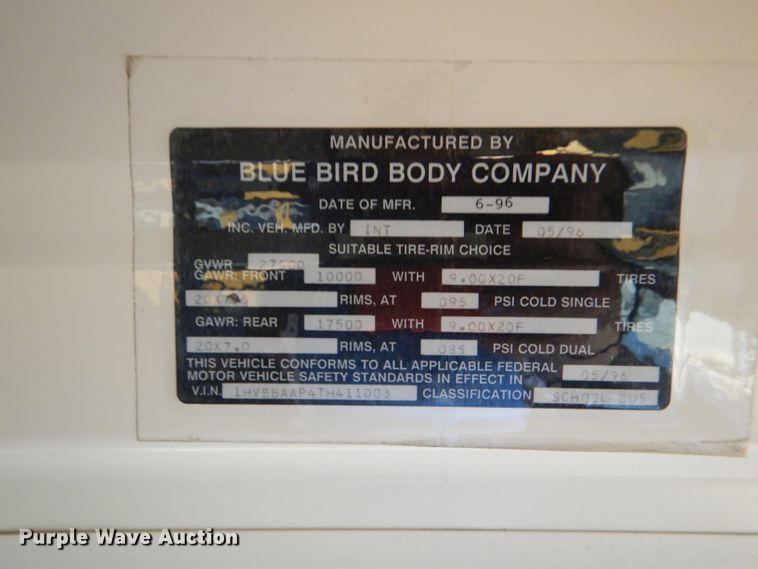 MANUFACTURED BY
BLUE BIRD BODY COMPANY
DATE OF MFR. 6-96
INC. VEH. MFD. BY INT DATE 05/96
SUITABLE TIRE-RIM CHOICE
GVWR 27500
GAWR: FRONT 10000 WITH 9.00X20F TIRES
20X7.0 RIMS, AT 095 PSI COLD SINGLE
GAWR: REAR 17500 WITH 9.00X20F TIRES
20X7.0 RIMS, AT 085 PSI COLD DUAL
THIS VEHICLE CONFORMS TO ALL APPLICABLE FEDERAL
MOTOR VEHICLE SAFETY STANDARDS IN EFFECT IN 05/96
V.I.N. 1HVBBAAP4TH411003 CLASSIFICATION SCHOOL BUS
Purple Wave Auction